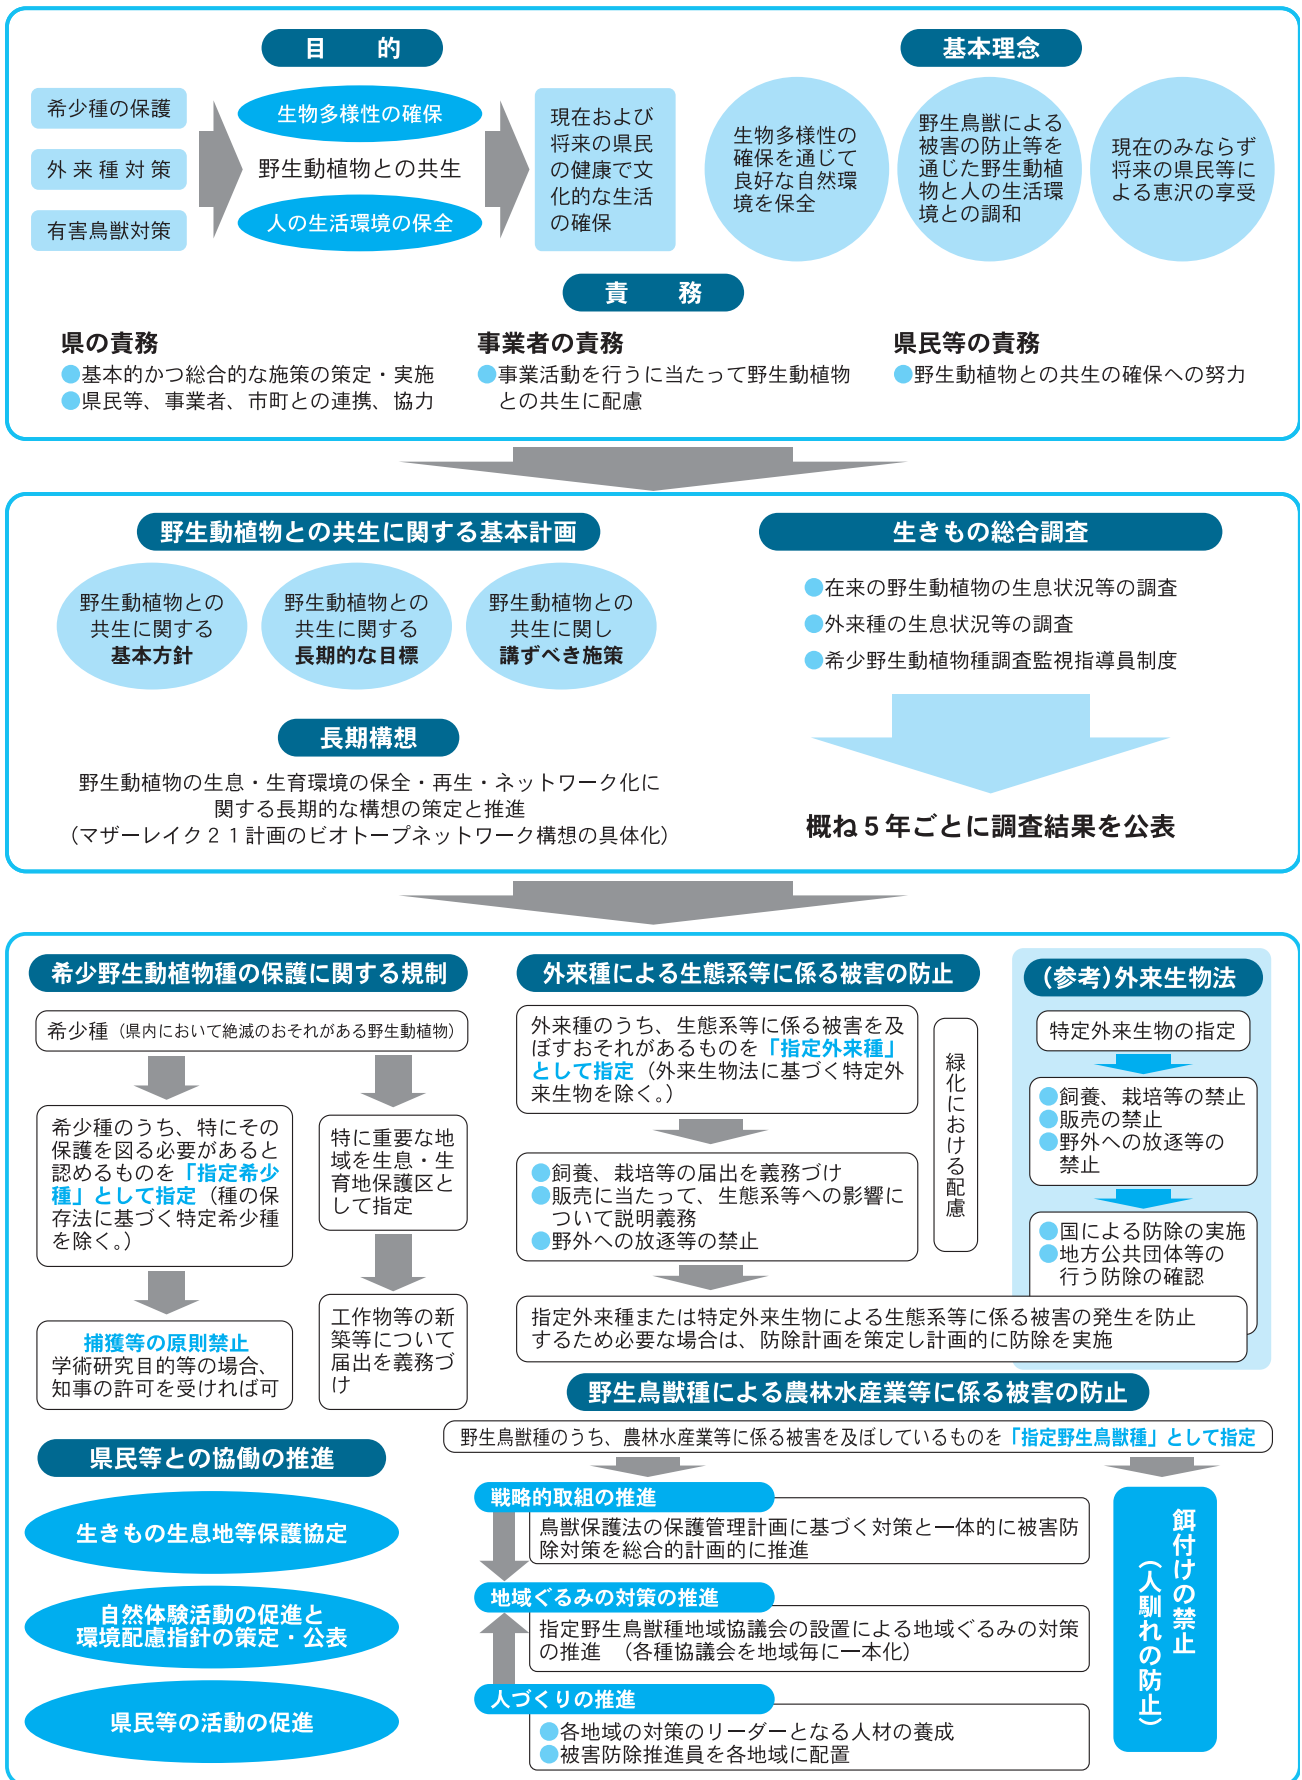 目　的
希少種の保護
外来種対策
有害鳥獣対策
生物多様性の確保
野生動植物との共生
人の生活環境の保全
現在および
将来の県民
の健康で文
化的な生活
の確保
基本理念
生物多様性の
確保を通じて
良好な自然環
境を保全
野生鳥獣による
被害の防止等を
通じた野生動植
物と人の生活環
境との調和
現在のみならず
将来の県民等に
よる恵沢の享受
責　務
県の責務
●基本的かつ総合的な施策の策定・実施
●県民等、事業者、市町との連携、協力
事業者の責務
●事業活動を行うに当たって野生動植物
との共生に配慮
県民等の責務
●野生動植物との共生の確保への努力
野生動植物との共生に関する基本計画
野生動植物との
共生に関する
基本方針
野生動植物との
共生に関する
長期的な目標
野生動植物との
共生に関し
講ずべき施策
長期構想
野生動植物の生息・生育環境の保全・再生・ネットワーク化に
関する長期的な構想の策定と推進
（マザーレイク２１計画のビオトープネットワーク構想の具体化）
生きもの総合調査
●在来の野生動植物の生息状況等の調査
●外来種の生息状況等の調査
●希少野生動植物種調査監視指導員制度
概ね５年ごとに調査結果を公表
希少野生動植物種の保護に関する規制
希少種（県内において絶滅のおそれがある野生動植物）
希少種のうち、特にその
保護を図る必要があると
認めるものを「指定希少
種」として指定（種の保
存法に基づく特定希少種
を除く。）
捕獲等の原則禁止
学術研究目的等の場合、
知事の許可を受ければ可
特に重要な地
域を生息・生
育地保護区と
して指定
工作物等の新
築等について
届出を義務づ
け
外来種による生態系等に係る被害の防止
外来種のうち、生態系等に係る被害を及
ぼすおそれがあるものを「指定外来種」
として指定（外来生物法に基づく特定外
来生物を除く。）
●飼養、栽培等の届出を義務づけ
●販売に当たって、生態系等への影響に
ついて説明義務
●野外への放逐等の禁止
緑化における配慮
（参考）外来生物法
特定外来生物の指定
●飼養、栽培等の禁止
●販売の禁止
●野外への放逐等の
禁止
●国による防除の実施
●地方公共団体等の
行う防除の確認
指定外来種または特定外来生物による生態系等に係る被害の発生を防止
するため必要な場合は、防除計画を策定し計画的に防除を実施
野生鳥獣種による農林水産業等に係る被害の防止
野生鳥獣種のうち、農林水産業等に係る被害を及ぼしているものを「指定野生鳥獣種」として指定
戦略的取組の推進
鳥獣保護法の保護管理計画に基づく対策と一体的に被害防
除対策を総合的計画的に推進
地域ぐるみの対策の推進
指定野生鳥獣種地域協議会の設置による地域ぐるみの対策
の推進　（各種協議会を地域毎に一本化）
人づくりの推進
●各地域の対策のリーダーとなる人材の養成
●被害防除推進員を各地域に配置
餌付けの禁止
（人馴れの防止）
県民等との協働の推進
生きもの生息地等保護協定
自然体験活動の促進と
環境配慮指針の策定・公表
県民等の活動の促進